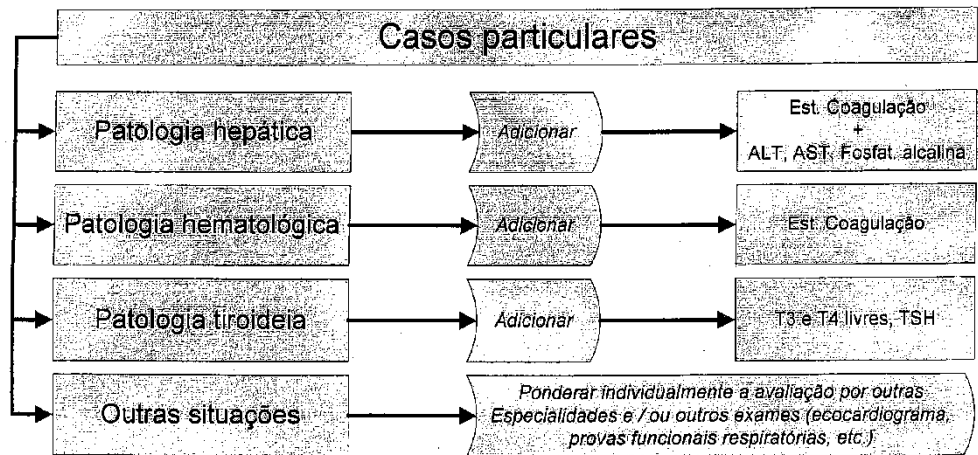 Casos particulares
Patologia hepática
Adicionar
Est. Coagulação
+
ALT, AST, Fosfat. alcalina
Patologia hematológica
Adicionar
Est. Coagulação
Patologia tiroideia
Adicionar
T3 e T4 livres, TSH
Outras situações
Ponderar individualmente a avaliação por outras
Especialidades e / ou outros exames (ecocardiograma,
provas funcionais respiratórias, etc.)